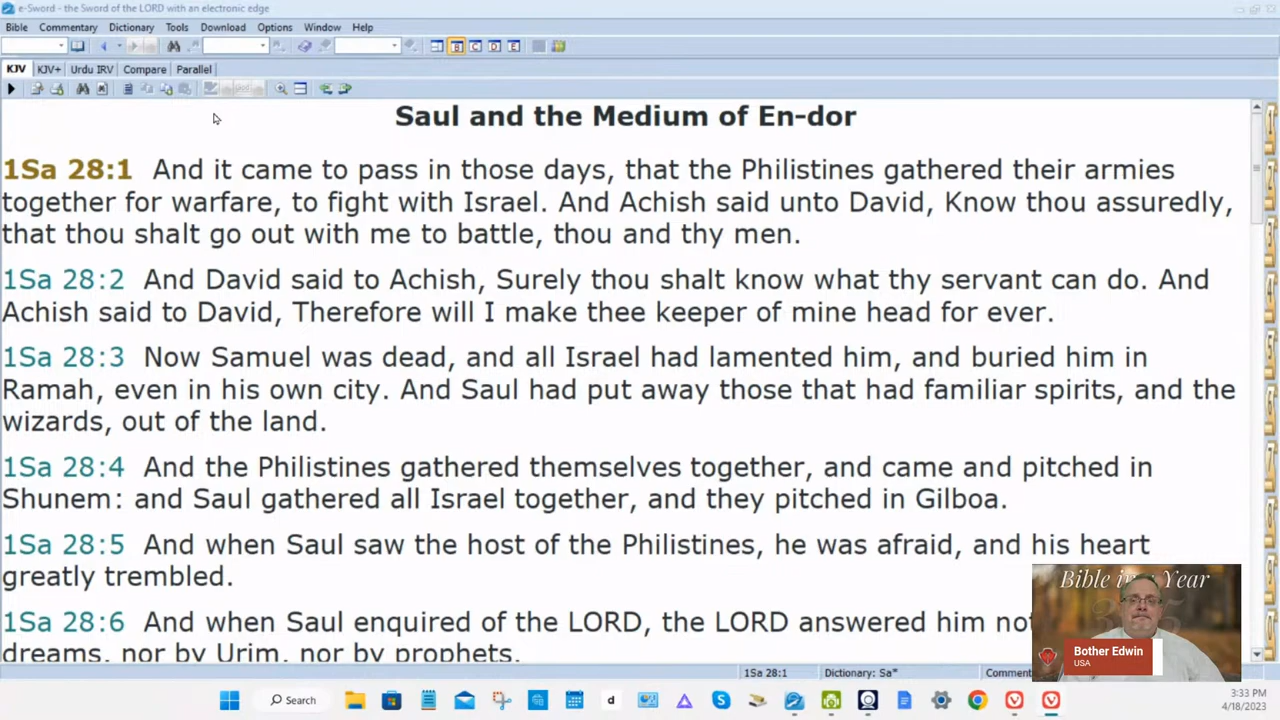 e-Sword - the Sword of the LORD with an electronic edge
Bible Commentary Dictionary Tools Download Options Window Help
B C D E
KJV KJV+ Urdu IRV Compare Parallel
Saul and the Medium of En-dor
1Sa 28:1 And it came to pass in those days, that the Philistines gathered their armies
together for warfare, to fight with Israel. And Achish said unto David, Know thou assuredly,
that thou shalt go out with me to battle, thou and thy men.
1Sa 28:2 And David said to Achish, Surely thou shalt know what thy servant can do. And
Achish said to David, Therefore will I make thee keeper of mine head for ever.
1Sa 28:3 Now Samuel was dead, and all Israel had lamented him, and buried him in
Ramah, even in his own city. And Saul had put away those that had familiar spirits, and the
wizards, out of the land.
1Sa 28:4 And the Philistines gathered themselves together, and came and pitched in
Shunem: and Saul gathered all Israel together, and they pitched in Gilboa.
1Sa 28:5 And when Saul saw the host of the Philistines, he was afraid, and his heart
greatly trembled.
1Sa 28:6 And when Saul enquired of the LORD, the LORD answered him not
dreams, nor by Urim, nor by prophets.
1
2
3
4
5
6
7
8
9
Bible in Year
Bother Edwin
USA
1Sa 28:1 Dictionary: Sa* Comment
Search
3:33 PM
4/18/2023